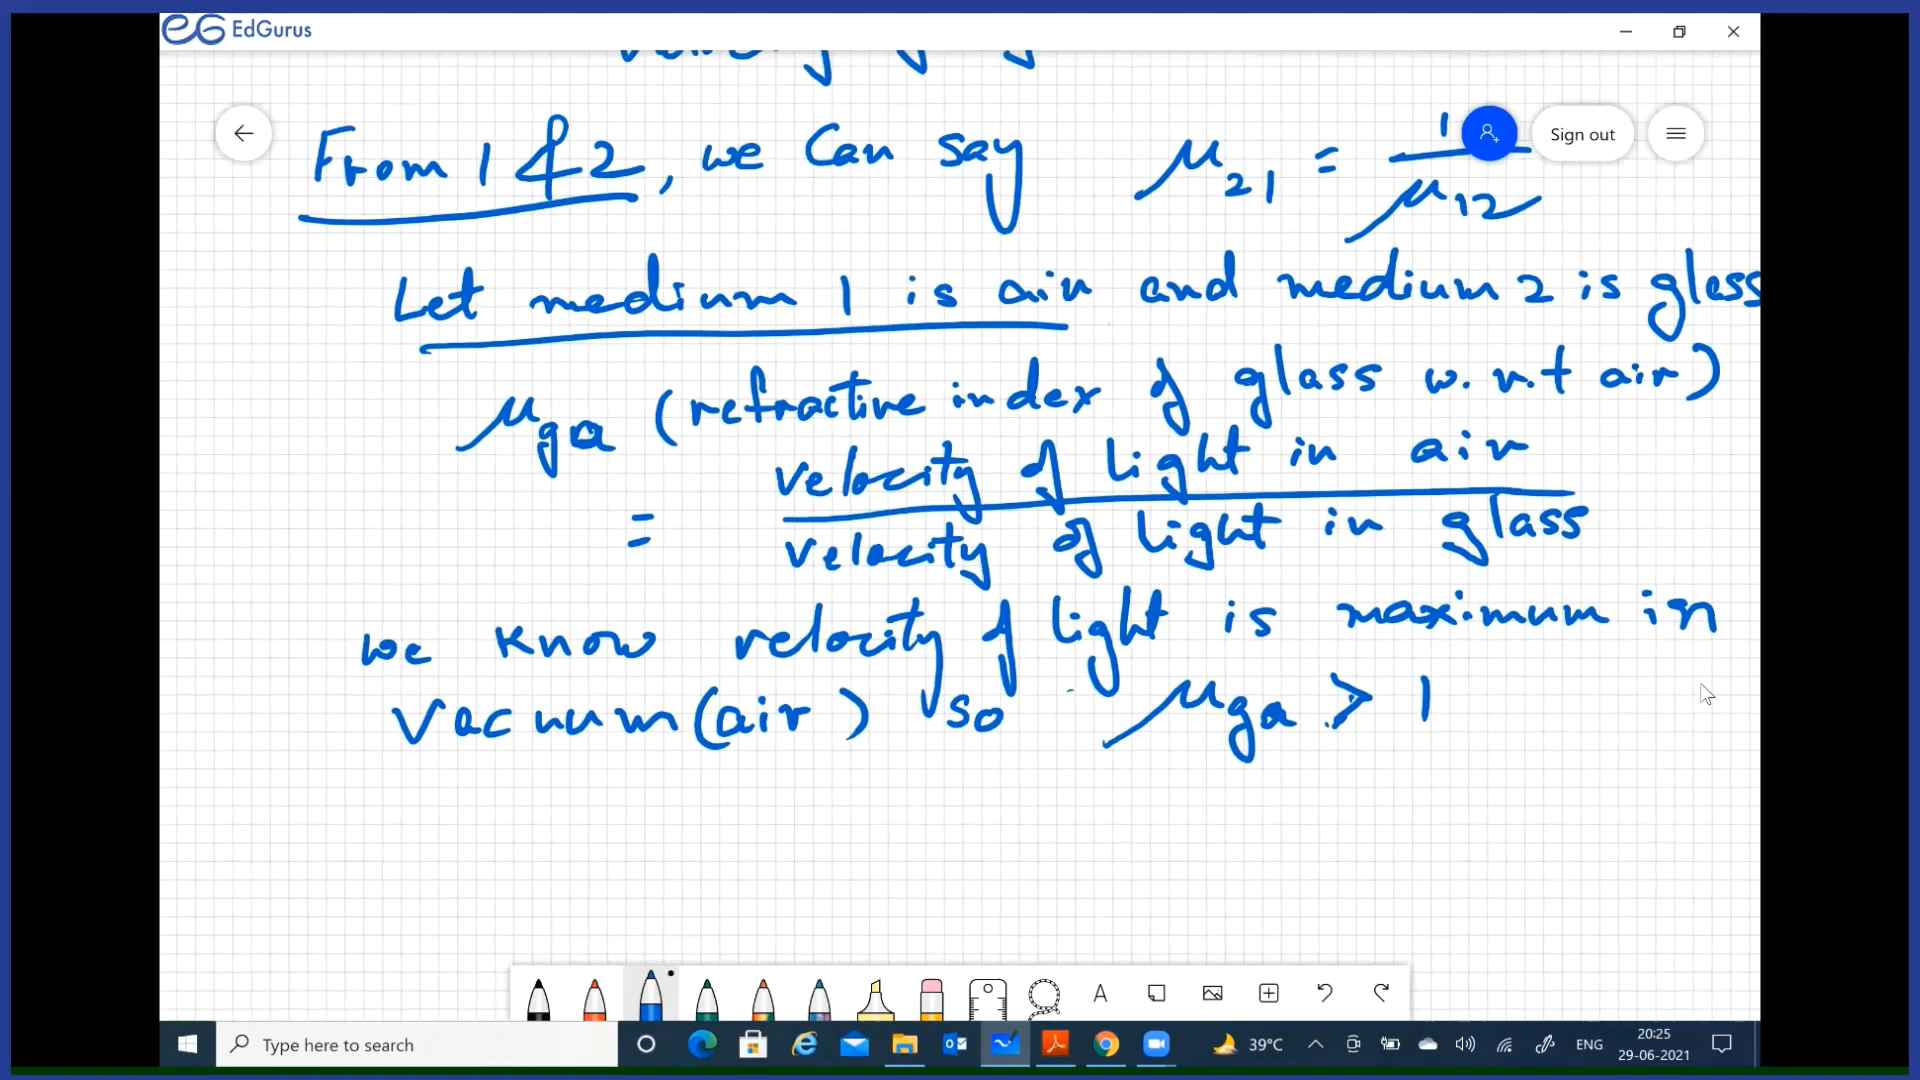 EdGurus
From 1 & 2, we can say μ21 = 1/μ12
Sign out
Let medium 1 is air and medium 2 is glass
μga (refractive index of glass w.r.t air)
= velocity of light in air
velocity of light in glass
we know velocity of light is maximum in
vacuum (air) so μga > 1
A
Type here to search
39°C
ENG
20:25
29-06-2021